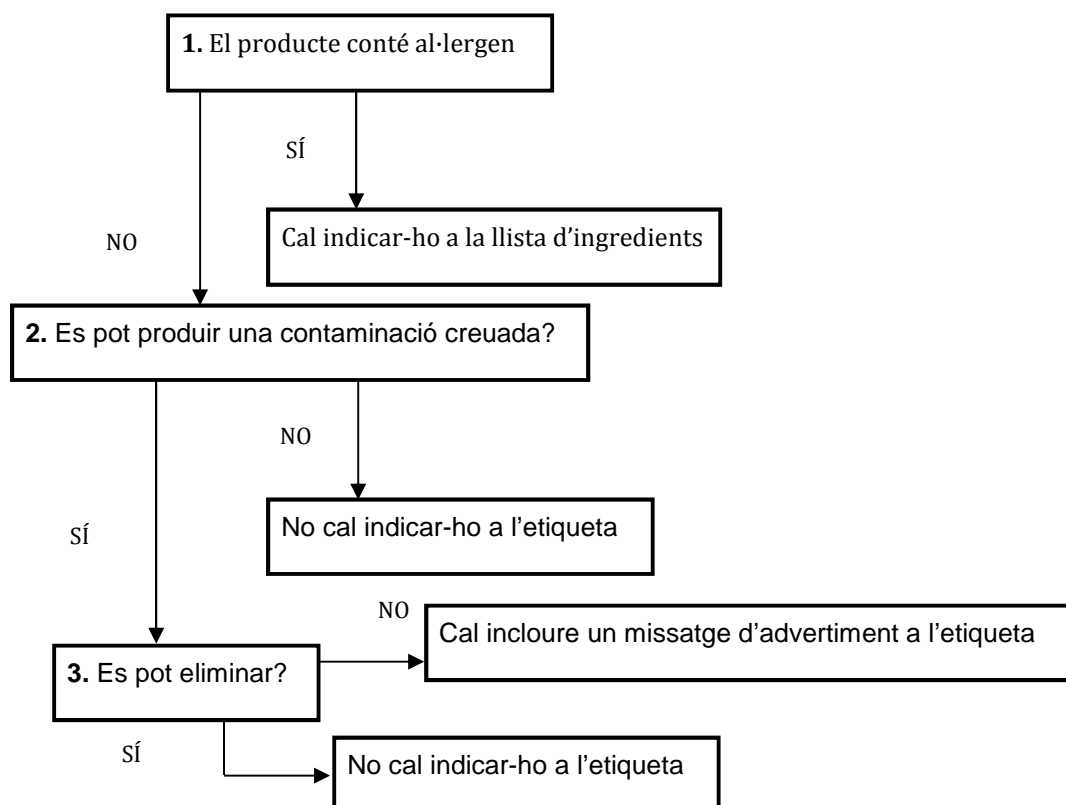 1. El producte conté al·lergen
SÍ
NO
Cal indicar-ho a la llista d’ingredients
2. Es pot produir una contaminació creuada?
NO
SÍ
No cal indicar-ho a l’etiqueta
NO
Cal incloure un missatge d’advertiment a l’etiqueta
3. Es pot eliminar?
SÍ
No cal indicar-ho a l’etiqueta